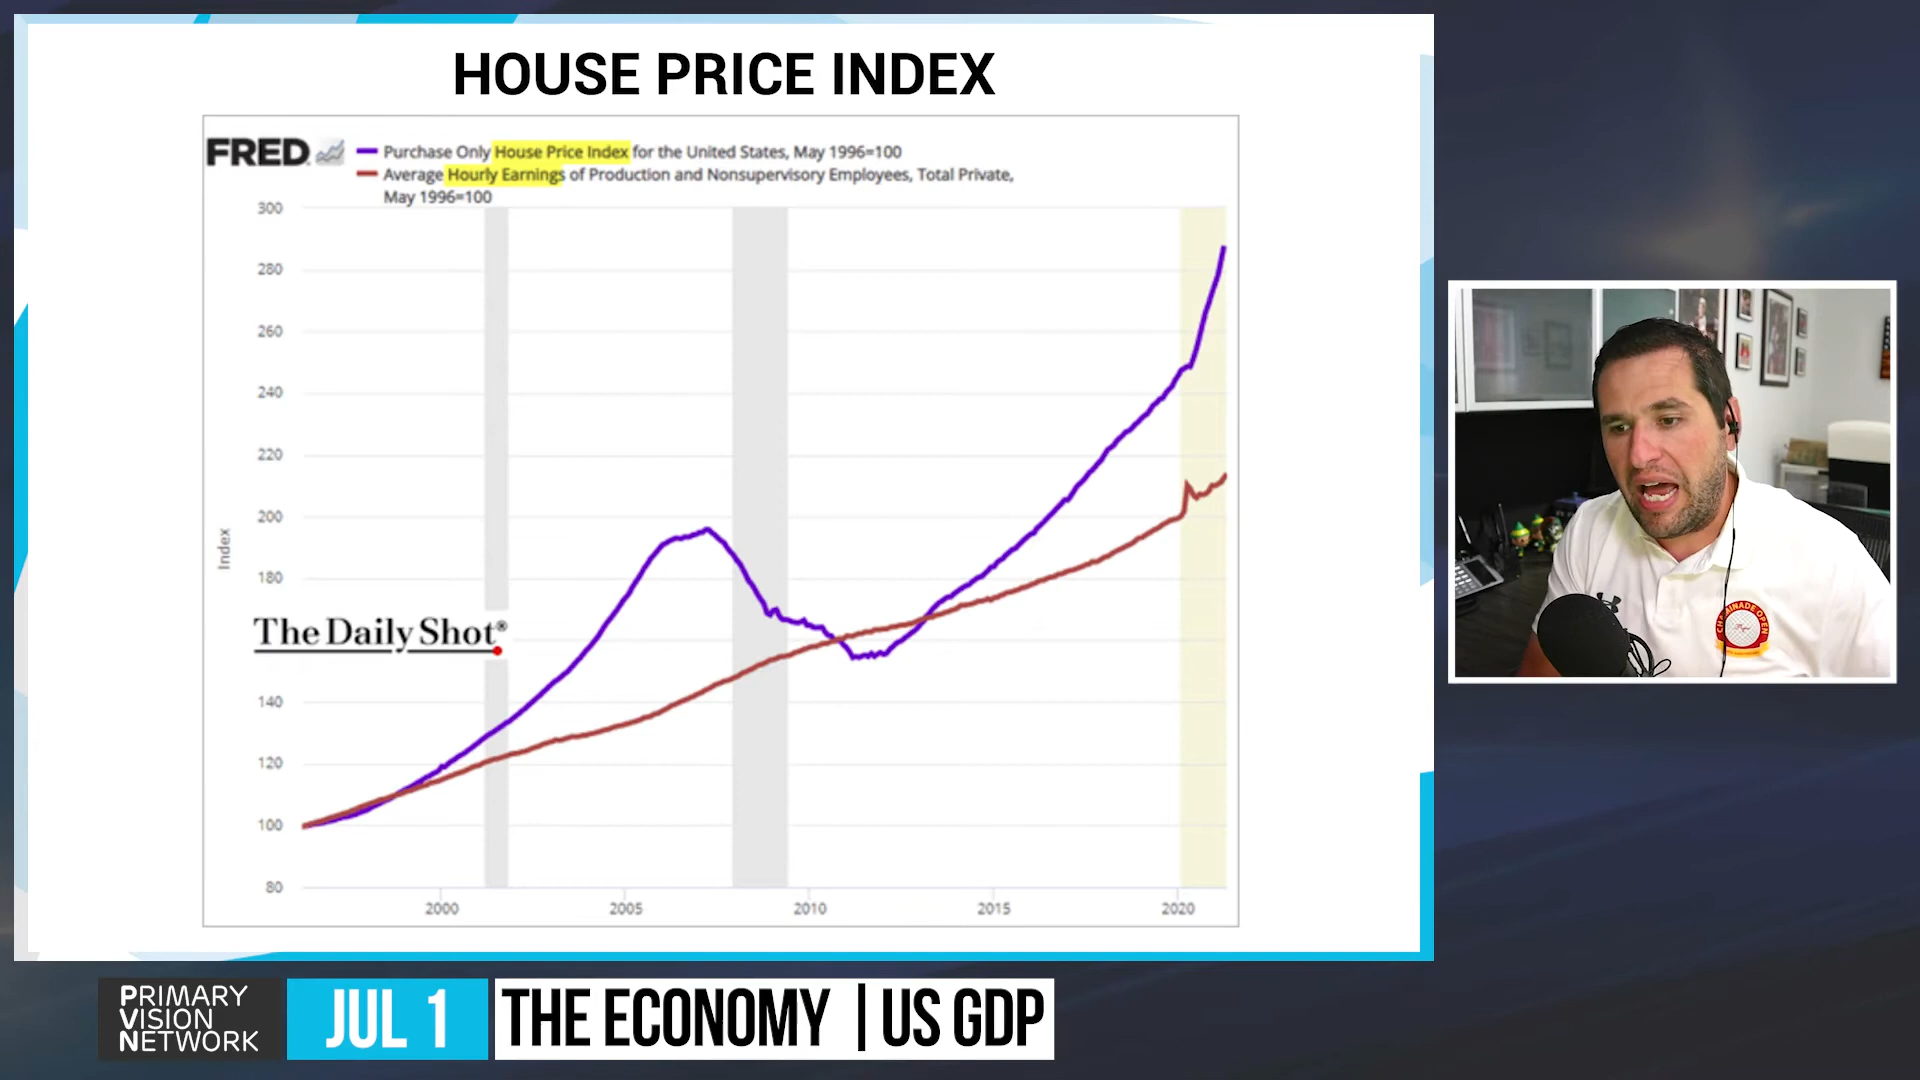 HOUSE PRICE INDEX
FRED
Purchase Only House Price Index for the United States, May 1996=100
Average Hourly Earnings of Production and Nonsupervisory Employees, Total Private,
May 1996=100
300
280
260
240
220
200
180
140
120
100
80
Index
The Daily Shot®
2000
2005
2010
2015
2020
CHAMINADE OPEN
PRIMARY
VISION
NETWORK
JUL 1
THE ECONOMY | US GDP